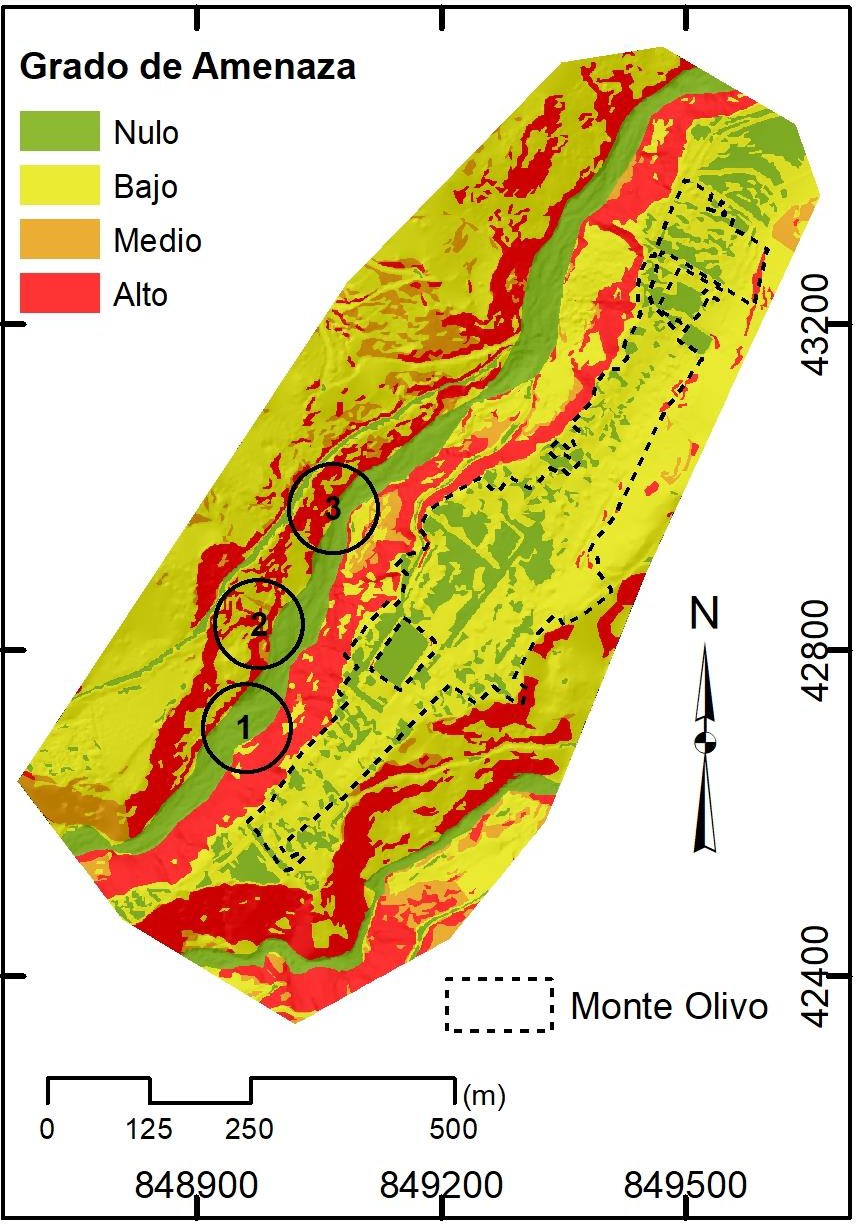 Grado de Amenaza
Nulo
Bajo
Medio
Alto
43200
3
2
N
42800
1
42400
Monte Olivo
(m)
0 125 250 500
848900 849200 849500